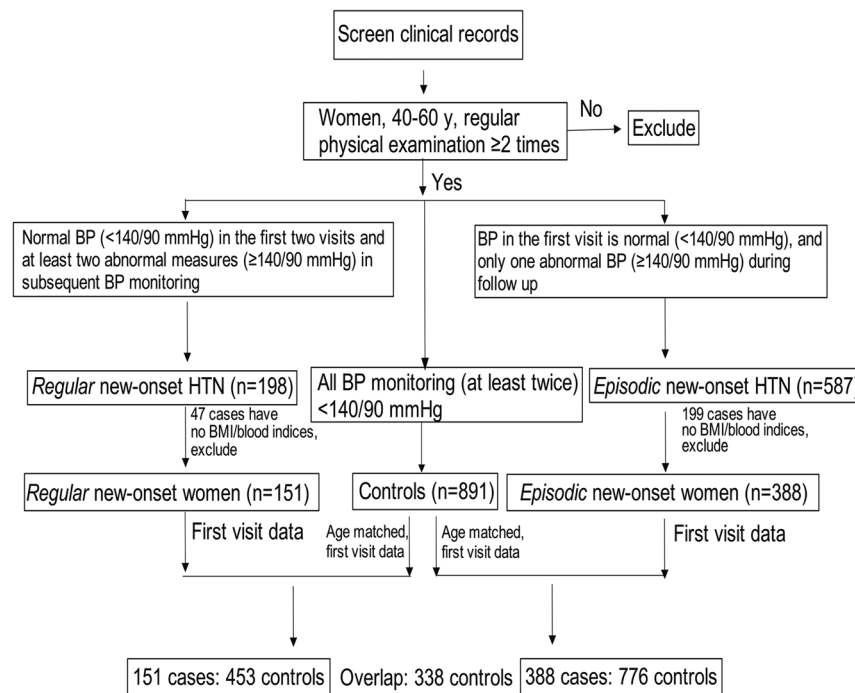 Screen clinical records
Women, 40-60 y, regular
physical examination ≥2 times
No
Exclude
Yes
Normal BP (<140/90 mmHg) in the first two visits and
at least two abnormal measures (≥140/90 mmHg) in
subsequent BP monitoring
BP in the first visit is normal (<140/90 mmHg), and
only one abnormal BP (≥140/90 mmHg) during
follow up
Regular new-onset HTN (n=198)
All BP monitoring (at least twice)
<140/90 mmHg
Episodic new-onset HTN (n=587)
47 cases have
no BMI/blood indices,
exclude
199 cases have
no BMI/blood indices,
exclude
Regular new-onset women (n=151)
Controls (n=891)
Episodic new-onset women (n=388)
First visit data
Age matched,
first visit data
Age matched,
first visit data
First visit data
151 cases: 453 controls
Overlap: 338 controls
388 cases: 776 controls